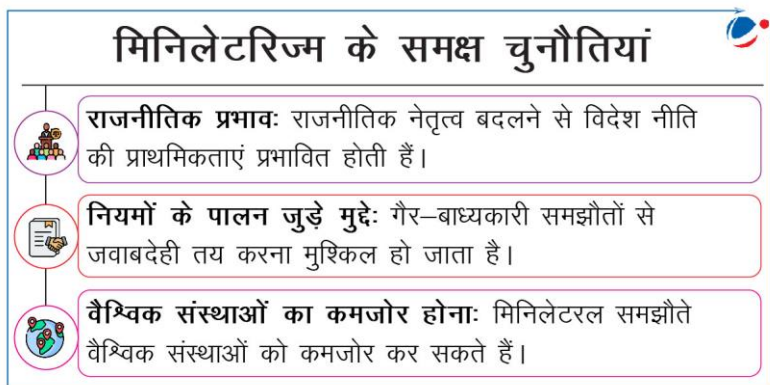 मिनिलेटरिज्म के समक्ष चुनौतियां
राजनीतिक प्रभावः राजनीतिक नेतृत्व बदलने से विदेश नीति
की प्राथमिकताएं प्रभावित होती हैं।
नियमों के पालन जुड़े मुद्देः गैर–बाध्यकारी समझौतों से
जवाबदेही तय करना मुश्किल हो जाता है।
वैश्विक संस्थाओं का कमजोर होनाः मिनिलेटरल समझौते
वैश्विक संस्थाओं को कमजोर कर सकते हैं।